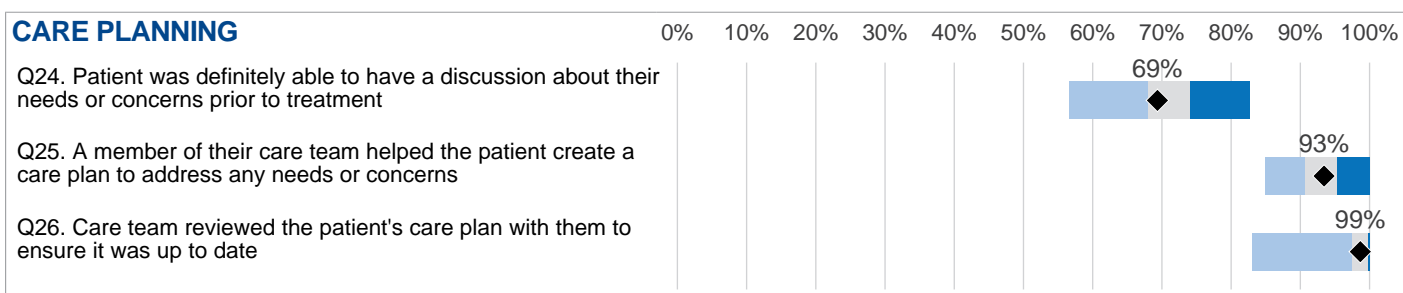 CARE PLANNING
0% 10% 20% 30% 40% 50% 60% 70% 80% 90% 100%
Q24. Patient was definitely able to have a discussion about their
needs or concerns prior to treatment
69%
Q25. A member of their care team helped the patient create a
care plan to address any needs or concerns
93%
Q26. Care team reviewed the patient's care plan with them to
ensure it was up to date
99%